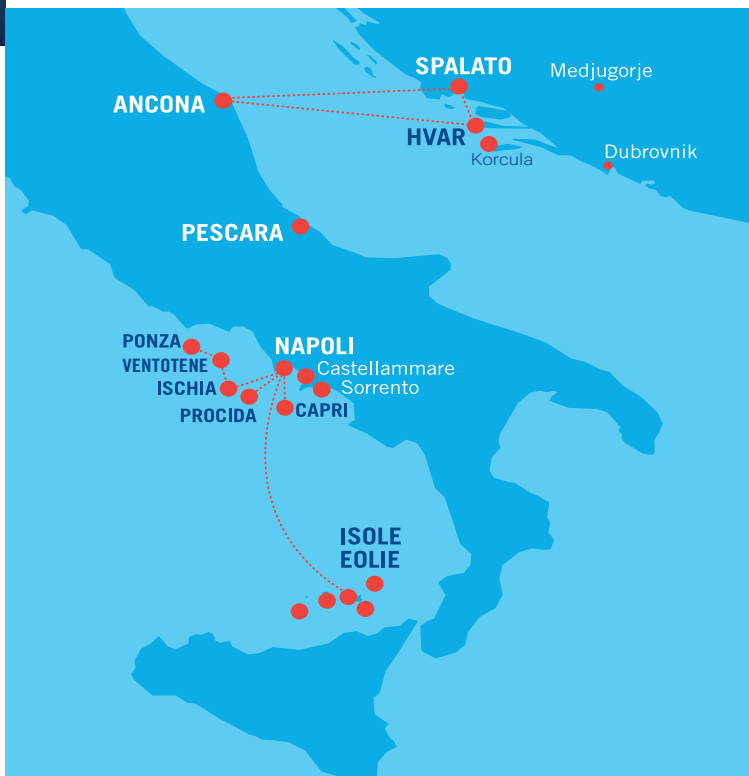 SPALATO
Medjugorje
ANCONA
HVAR
Korcula
Dubrovnik
PESCARA
PONZA
NAPOLI
VENTOTENE
Castellammare
ISCHIA
Sorrento
PROCIDA
CAPRI
ISOLE
EOLIE